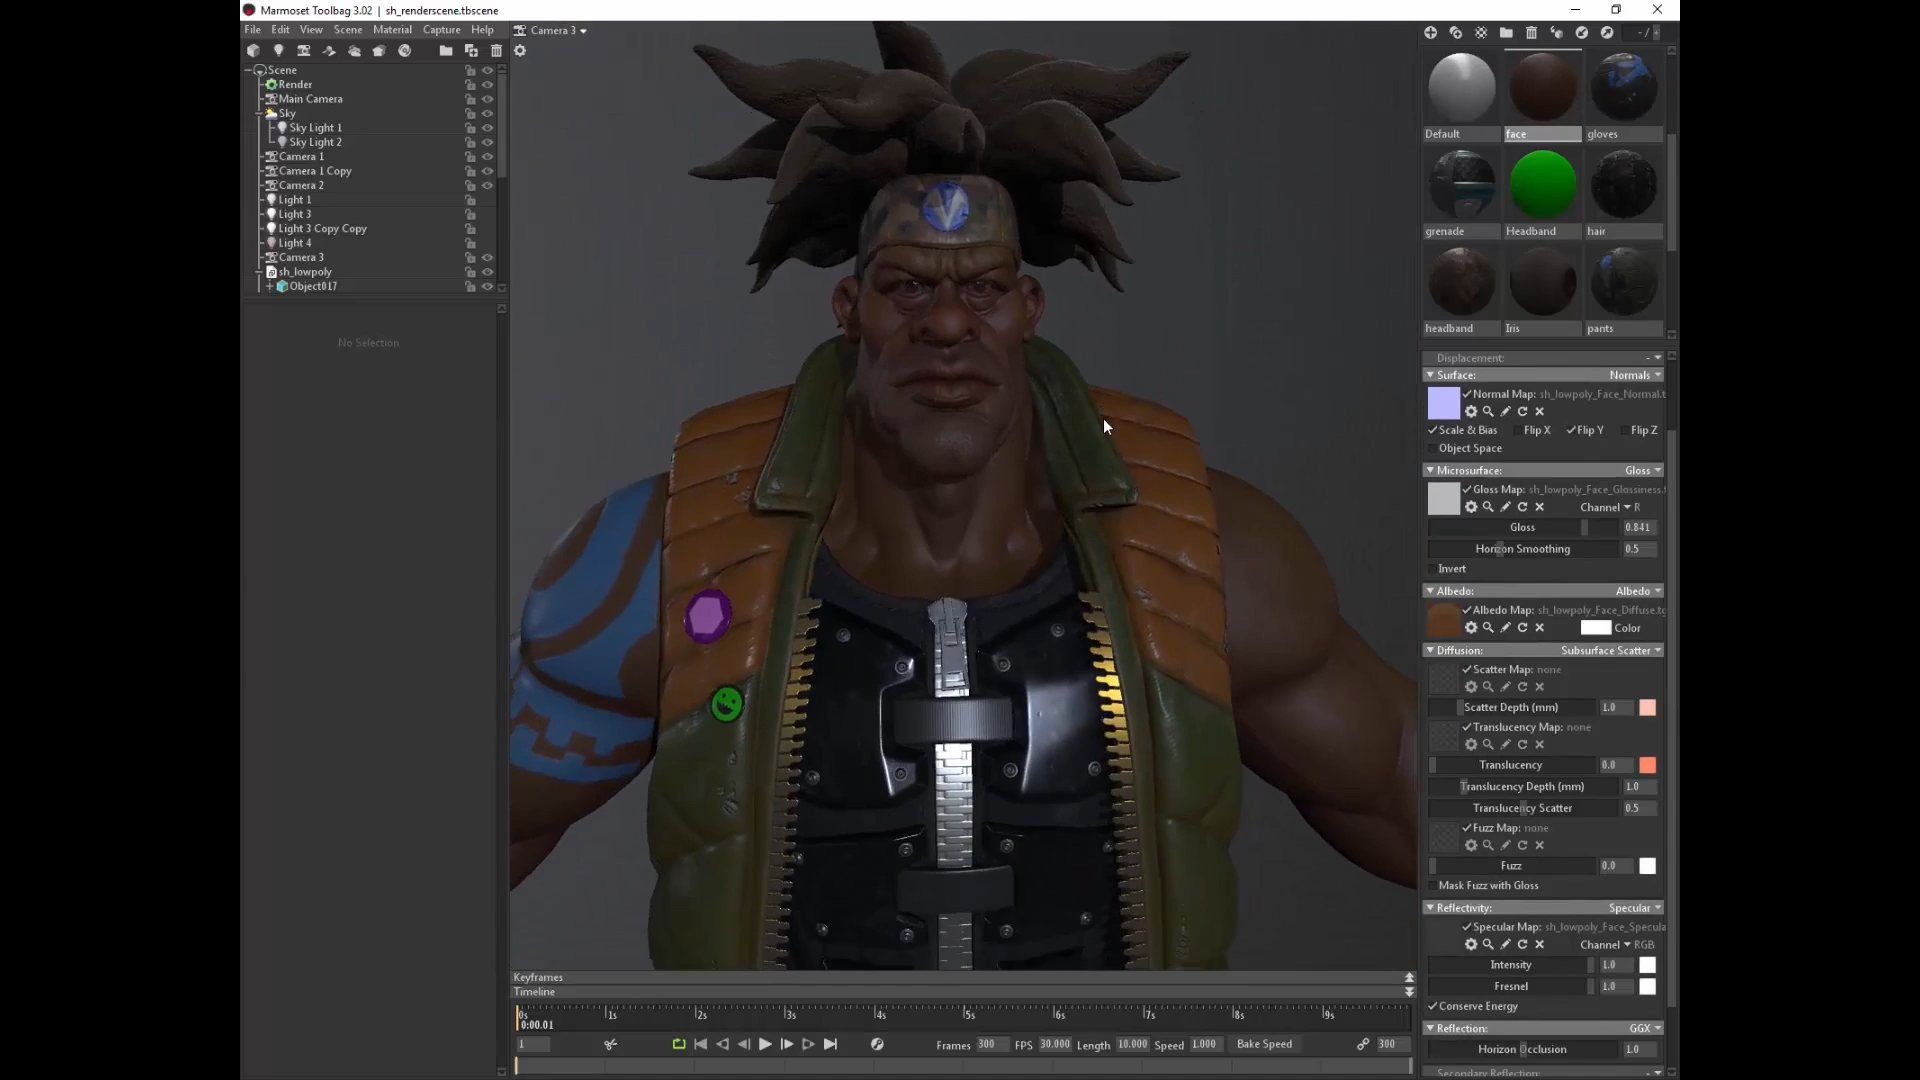 Marmoset Toolbag 3.02 | sh_renderscene.tbscene
File Edit View Scene Material Capture Help
Camera 3
Scene
Render
Main Camera
Sky
Sky Light 1
Sky Light 2
Camera 1
Camera 1 Copy
Camera 2
Light 1
Light 3
Light 3 Copy Copy
Light 4
Camera 3
sh_lowpoly
Object017
No Selection
Default face gloves
grenade Headband hair
headband Iris pants
Displacement: -
Surface: Normals
Normal Map: sh_lowpoly_Face_Normal.t
Scale & Bias Flip X Flip Y Flip Z
Object Space
Microsurface: Gloss
Gloss Map: sh_lowpoly_Face_Glossiness.t
Channel R
Gloss 0.841
Horizon Smoothing 0.5
Invert
Albedo: Albedo
Albedo Map: sh_lowpoly_Face_Diffuse.tg
Color
Diffusion: Subsurface Scatter
Scatter Map: none
Scatter Depth (mm) 1.0
Translucency Map: none
Translucency 0.0
Translucency Depth (mm) 1.0
Translucency Scatter 0.5
Fuzz Map: none
Fuzz 0.0
Mask Fuzz with Gloss
Reflectivity: Specular
Specular Map: sh_lowpoly_Face_Specula
Channel RGB
Intensity 1.0
Fresnel 1.0
Conserve Energy
Reflection: GGX
Horizon Occlusion 1.0
Secondary Reflection: -
Keyframes
Timeline
0s 1s 2s 3s 4s 5s 6s 7s 8s 9s
0:00.01
1 Frames 300 FPS 30.000 Length 10.000 Speed 1.000 Bake Speed 300